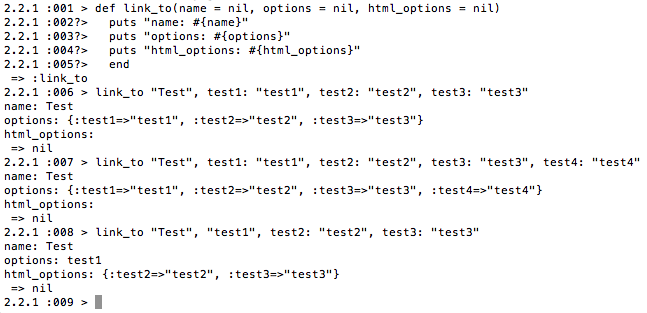 2.2.1 :001 > def link_to(name = nil, options = nil, html_options = nil)
2.2.1 :002?>   puts "name: #{name}"
2.2.1 :003?>   puts "options: #{options}"
2.2.1 :004?>   puts "html_options: #{html_options}"
2.2.1 :005?>   end
 => :link_to
2.2.1 :006 > link_to "Test", test1: "test1", test2: "test2", test3: "test3"
name: Test
options: {:test1=>"test1", :test2=>"test2", :test3=>"test3"}
html_options:
 => nil
2.2.1 :007 > link_to "Test", test1: "test1", test2: "test2", test3: "test3", test4: "test4"
name: Test
options: {:test1=>"test1", :test2=>"test2", :test3=>"test3", :test4=>"test4"}
html_options:
 => nil
2.2.1 :008 > link_to "Test", "test1", test2: "test2", test3: "test3"
name: Test
options: test1
html_options: {:test2=>"test2", :test3=>"test3"}
 => nil
2.2.1 :009 >